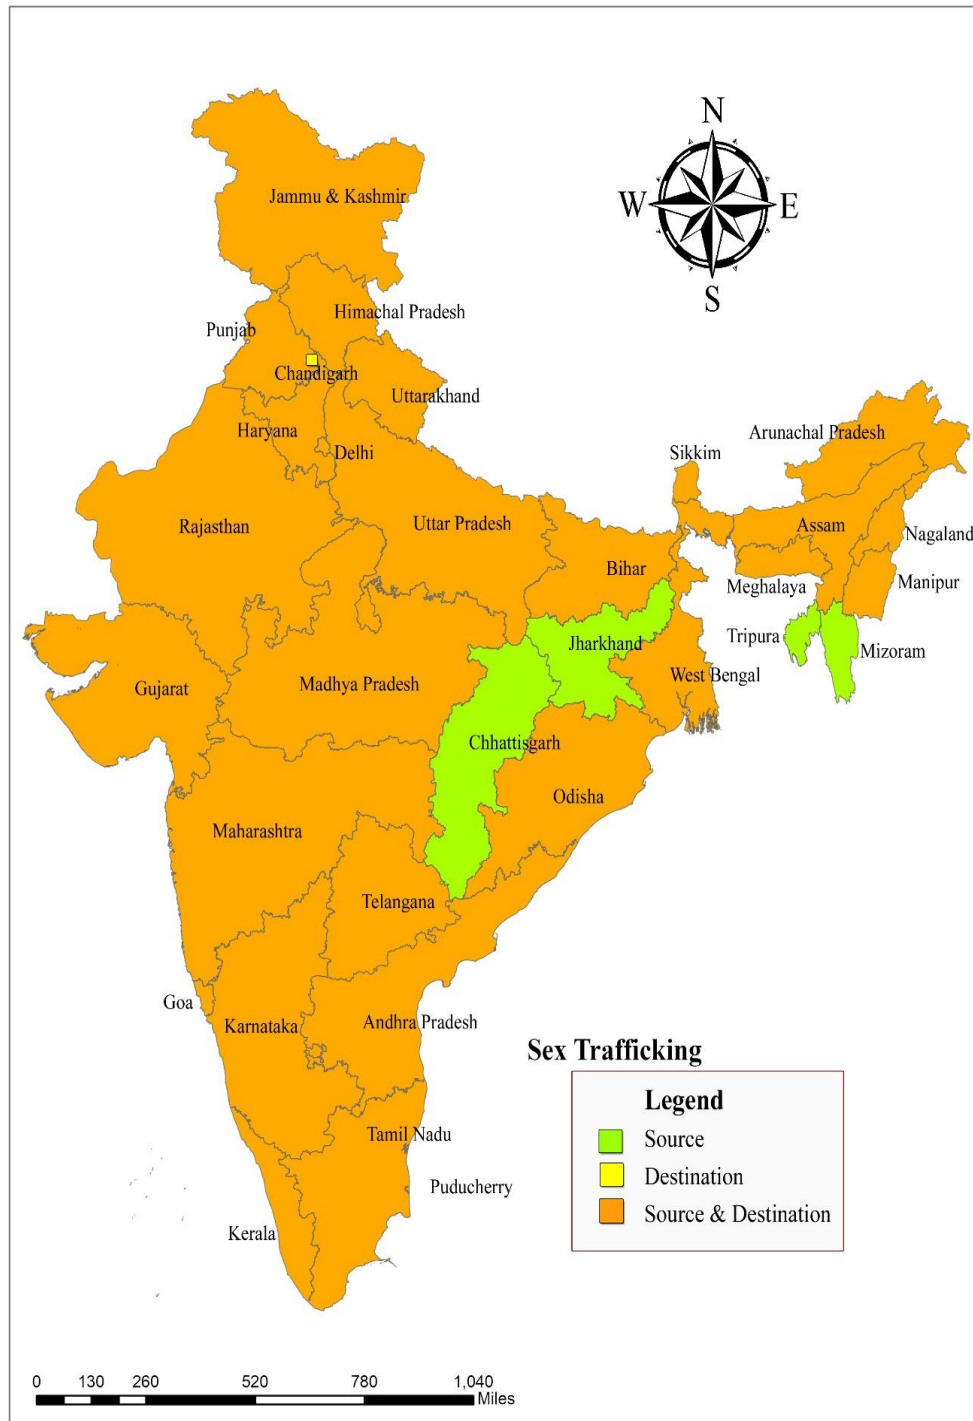 N
W E
S
Jammu & Kashmir
Himachal Pradesh
Punjab
Chandigarh
Uttarakhand
Haryana
Delhi
Arunachal Pradesh
Sikkim
Rajasthan
Uttar Pradesh
Assam
Nagaland
Bihar
Meghalaya
Manipur
Tripura
Jharkhand
Mizoram
West Bengal
Gujarat
Madhya Pradesh
Chhattisgarh
Odisha
Maharashtra
Telangana
Goa
Karnataka
Andhra Pradesh
Sex Trafficking
Legend
Source
Destination
Source & Destination
Tamil Nadu
Puducherry
Kerala
0 130 260 520 780 1,040
Miles